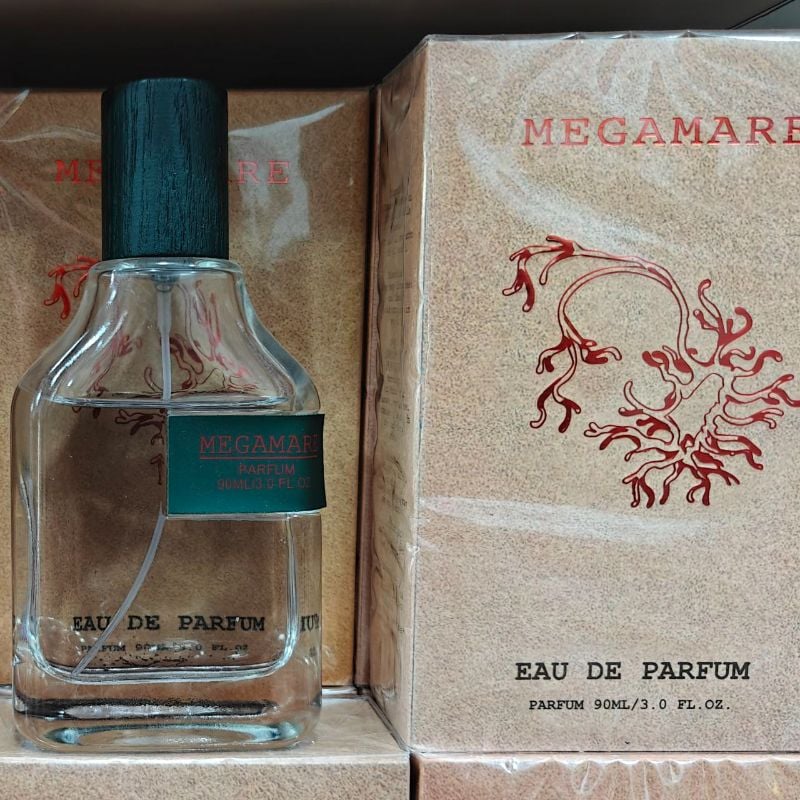 MEGAMARE
PARFUM
90ML/3.0 FL OZ
EAU DE PARFUM
MEGAMARE
EAU DE PARFUM
PARFUM 90ML/3.0 FL.OZ.